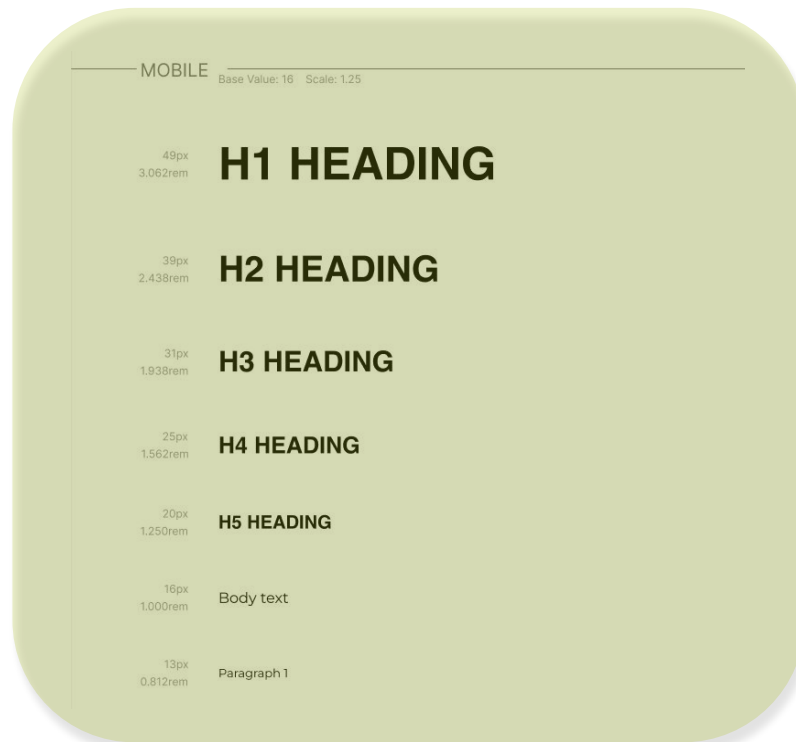 MOBILE
Base Value: 16 Scale: 1.25
49px
3.062rem
H1 HEADING
39px
2.438rem
H2 HEADING
31px
1.938rem
H3 HEADING
25px
1.562rem
H4 HEADING
20px
1.250rem
H5 HEADING
16px
1.000rem
Body text
13px
0.812rem
Paragraph 1